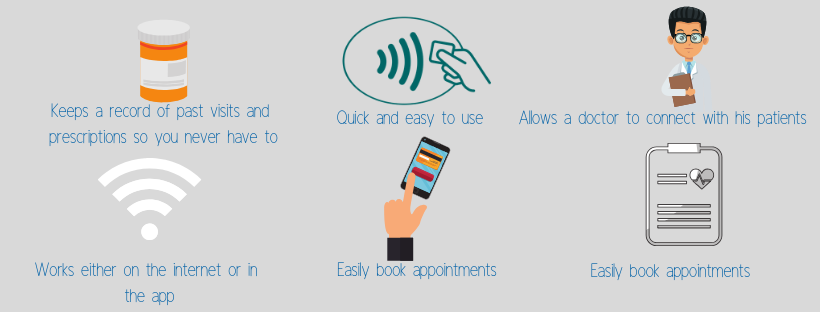 Keeps a record of past visits and
prescriptions so you never have to
Quick and easy to use
Allows a doctor to connect with his patients
Works either on the internet or in
the app
Easily book appointments
Easily book appointments